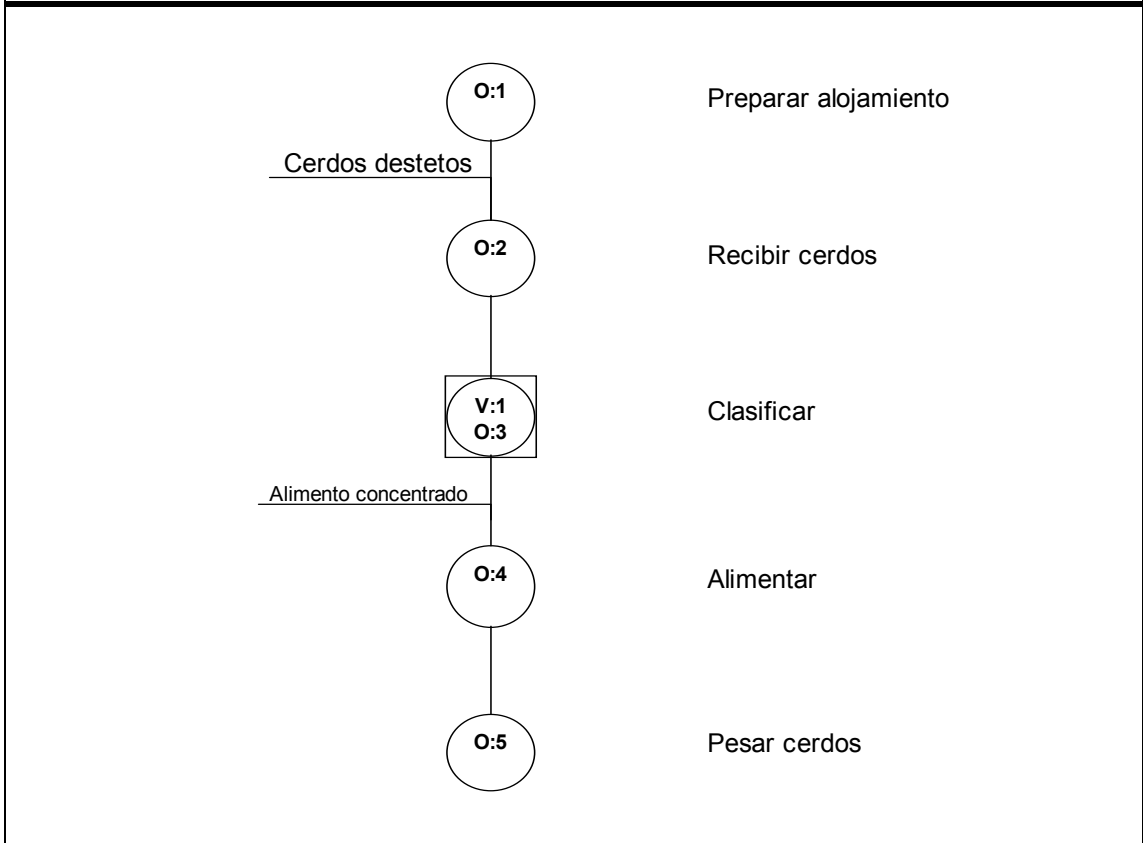 O:1
Preparar alojamiento
Cerdos destetos
O:2
Recibir cerdos
V:1
O:3
Clasificar
Alimento concentrado
O:4
Alimentar
O:5
Pesar cerdos